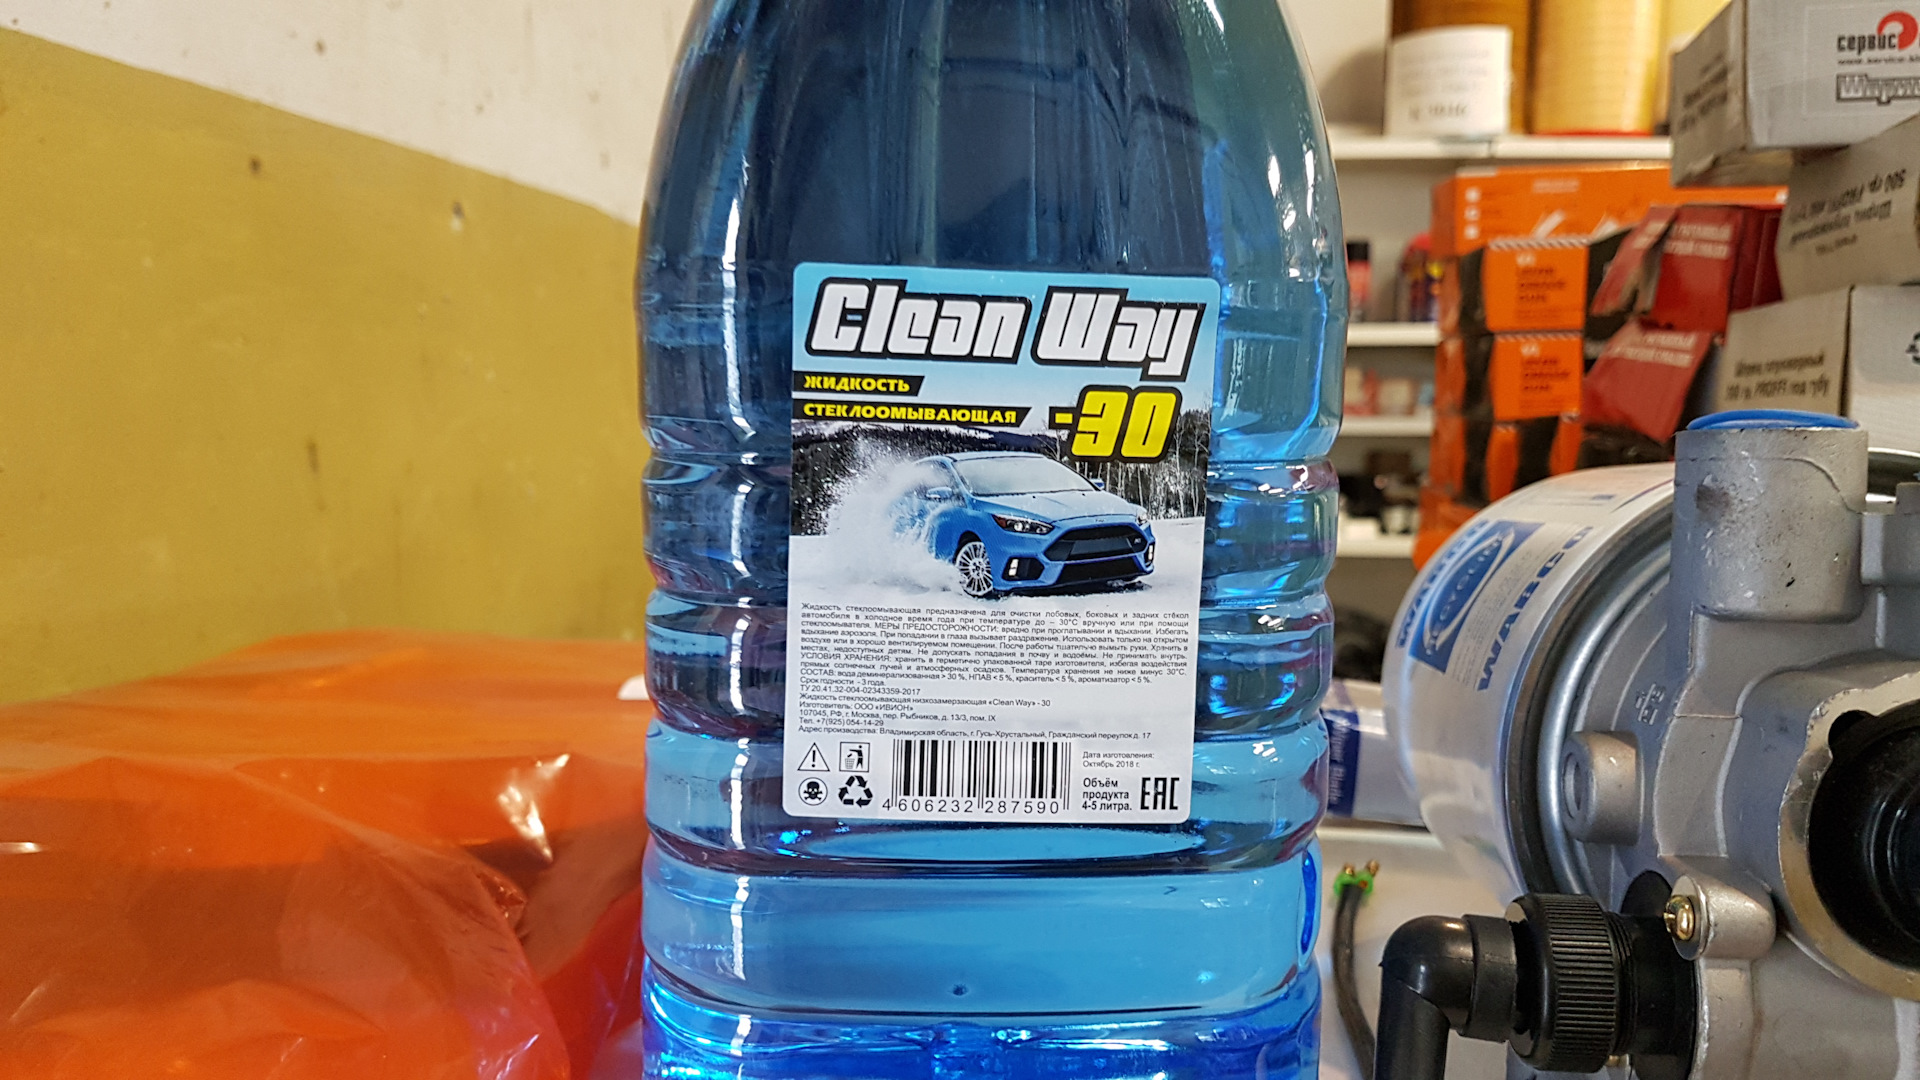 Clean Way
ЖИДКОСТЬ
СТЕКЛООМЫВАЮЩАЯ
-30
Жидкость стеклоомывающая предназначена для очистки лобовых, боковых и задних стёкол
автомобиля в холодное время года при температуре до – 30°С вручную или при помощи
стеклоомывателя. МЕРЫ ПРЕДОСТОРОЖНОСТИ: вредно при проглатывании и вдыхании. Избегать
вдыхание аэрозоля. При попадании в глаза вызывает раздражение. Использовать только на открытом
воздухе или в хорошо вентилируемом помещении. После работы тщательно вымыть руки. Хранить в
местах, недоступных детям. Не допускать попадания в почву и водоёмы. Не принимать внутрь.
УСЛОВИЯ ХРАНЕНИЯ: хранить в герметично упакованной таре изготовителя, избегая воздействия
прямых солнечных лучей и атмосферных осадков. Температура хранения не ниже минус 30°С.
СОСТАВ: вода деминерализованная > 30 %, НПАВ < 5 %, краситель < 5 %, ароматизатор < 5 %.
Срок годности - 3 года.
ТУ 20.41.32-004-02343359-2017
Жидкость стеклоомывающая низкозамерзающая «Clean Way» - 30
Изготовитель: ООО «ИВИОН»
107045, РФ, г. Москва, пер. Рыбников, д. 13/3, пом. IX
Тел. +7(925) 054-14-29
Адрес производства: Владимирская область, г. Гусь-Хрустальный, Гражданский переулок д. 17
Дата изготовления:
Октябрь 2018 г.
Объём
продукта
4-5 литра.
EAC
4 606232 287590
сервис
WABCO